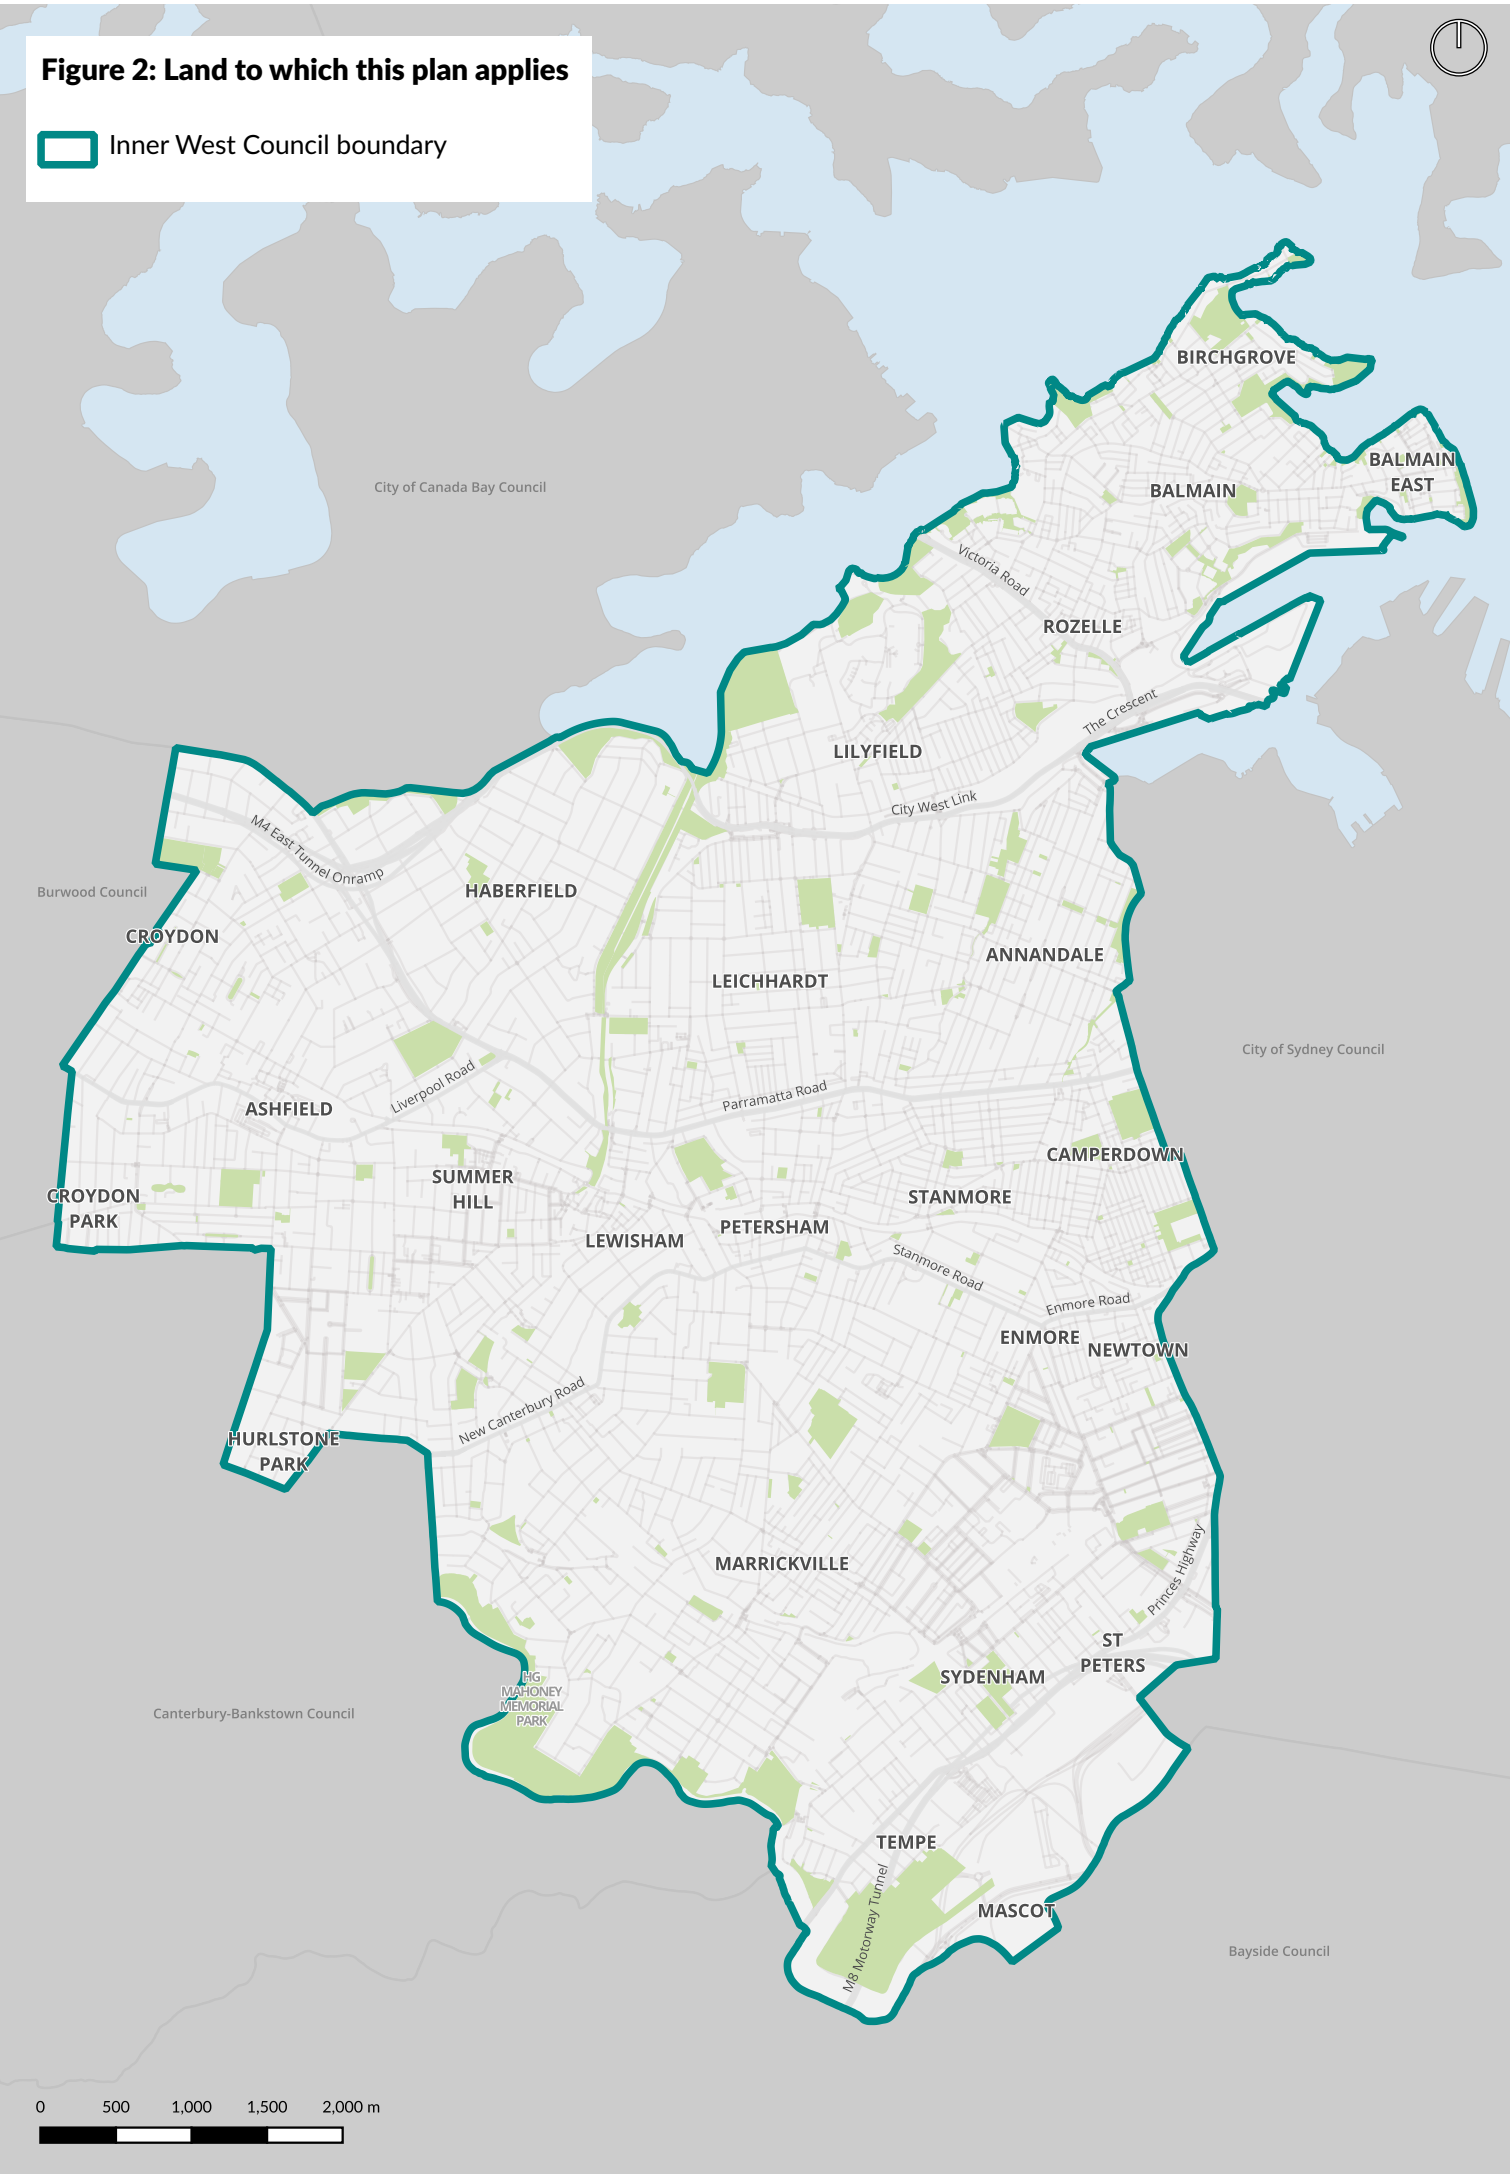 Figure 2: Land to which this plan applies
Inner West Council boundary
BIRCHGROVE
BALMAIN
EAST
City of Canada Bay Council
BALMAIN
Victoria Road
ROZELLE
The Crescent
LILYFIELD
City West Link
M4 East Tunnel Onramp
Burwood Council
HABERFIELD
CROYDON
ANNANDALE
LEICHHARDT
City of Sydney Council
Liverpool Road
Parramatta Road
ASHFIELD
CAMPERDOWN
SUMMER
HILL
CROYDON
PARK
STANMORE
PETERSHAM
LEWISHAM
Stanmore Road
Enmore Road
ENMORE
NEWTOWN
New Canterbury Road
HURLSTONE
PARK
MARRICKVILLE
Princes Highway
ST
PETERS
SYDENHAM
HG
MAHONEY
MEMORIAL
PARK
Canterbury-Bankstown Council
TEMPE
M8 Motorway Tunnel
MASCOT
Bayside Council
0 500 1,000 1,500 2,000 m